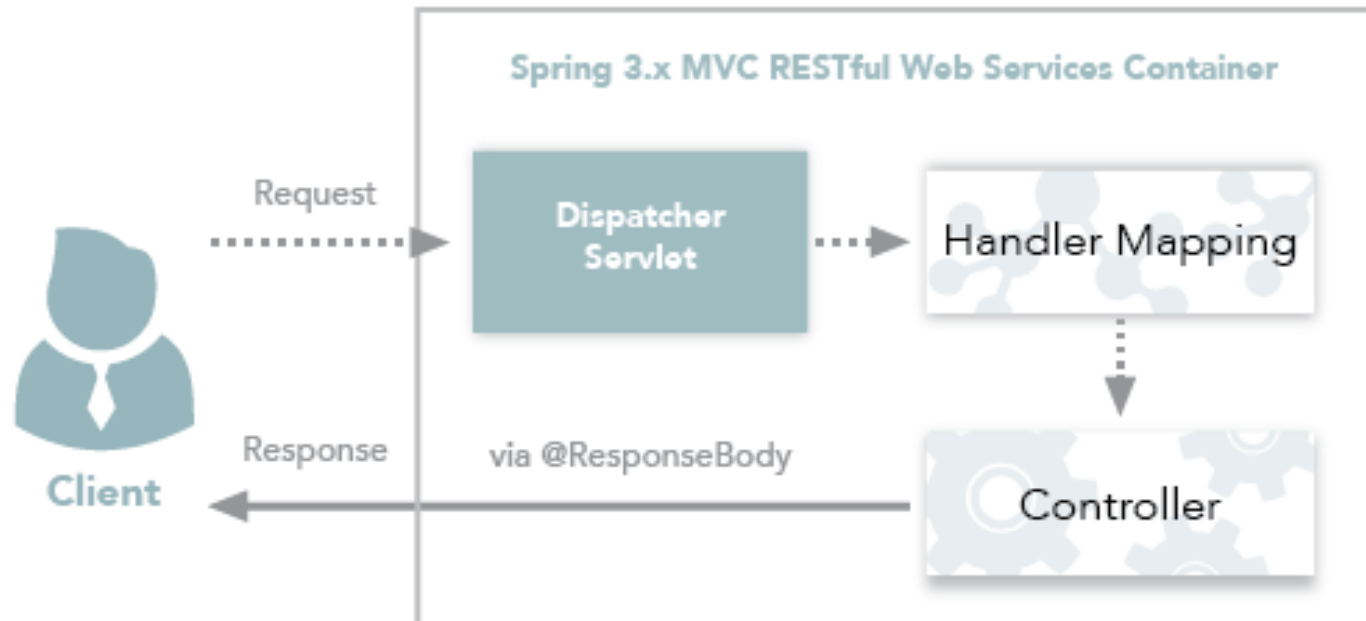 Spring 3.x MVC RESTful Web Services Container
Request
Dispatcher
Servlet
Handler Mapping
Response
via @ResponseBody
Client
Controller